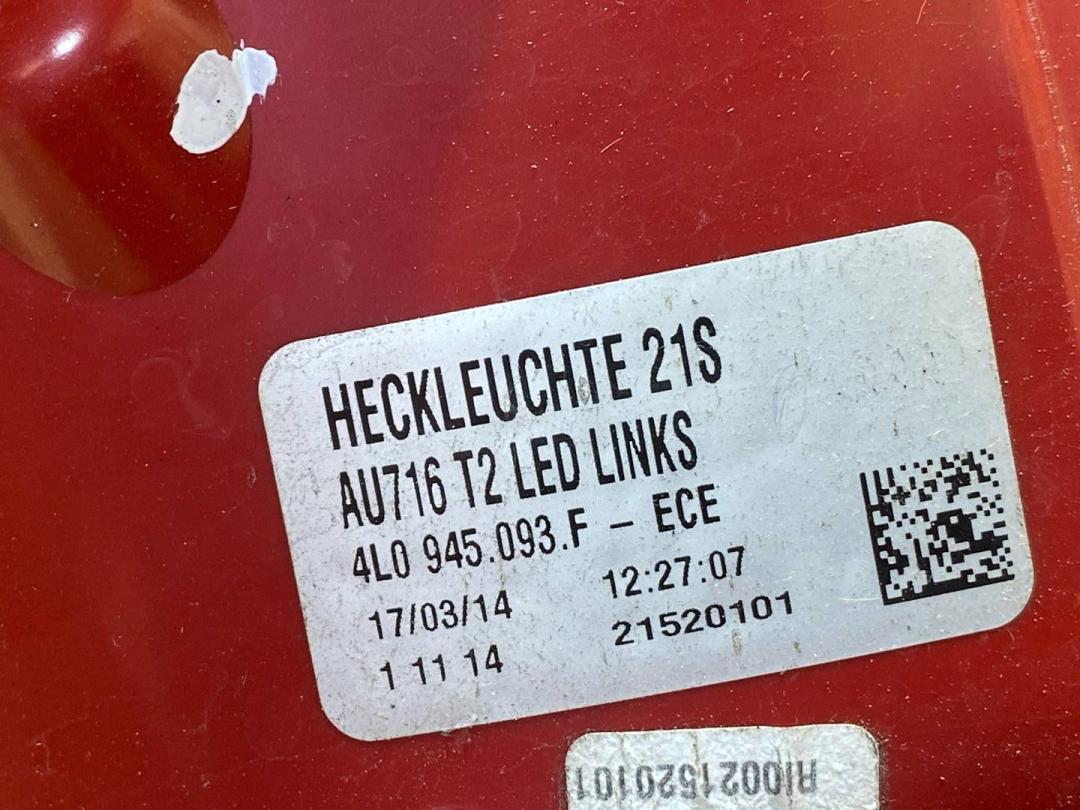 HECKLEUCHTE 21S
AU716 T2 LED LINKS
4L0 945.093.F – ECE
17/03/14 12:27:07
1 11 14 21520101
RI0021520101